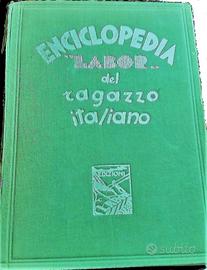 ENCICLOPEDIA
"LABOR"
del
ragazzo
italiano
EDIZIONI
subito